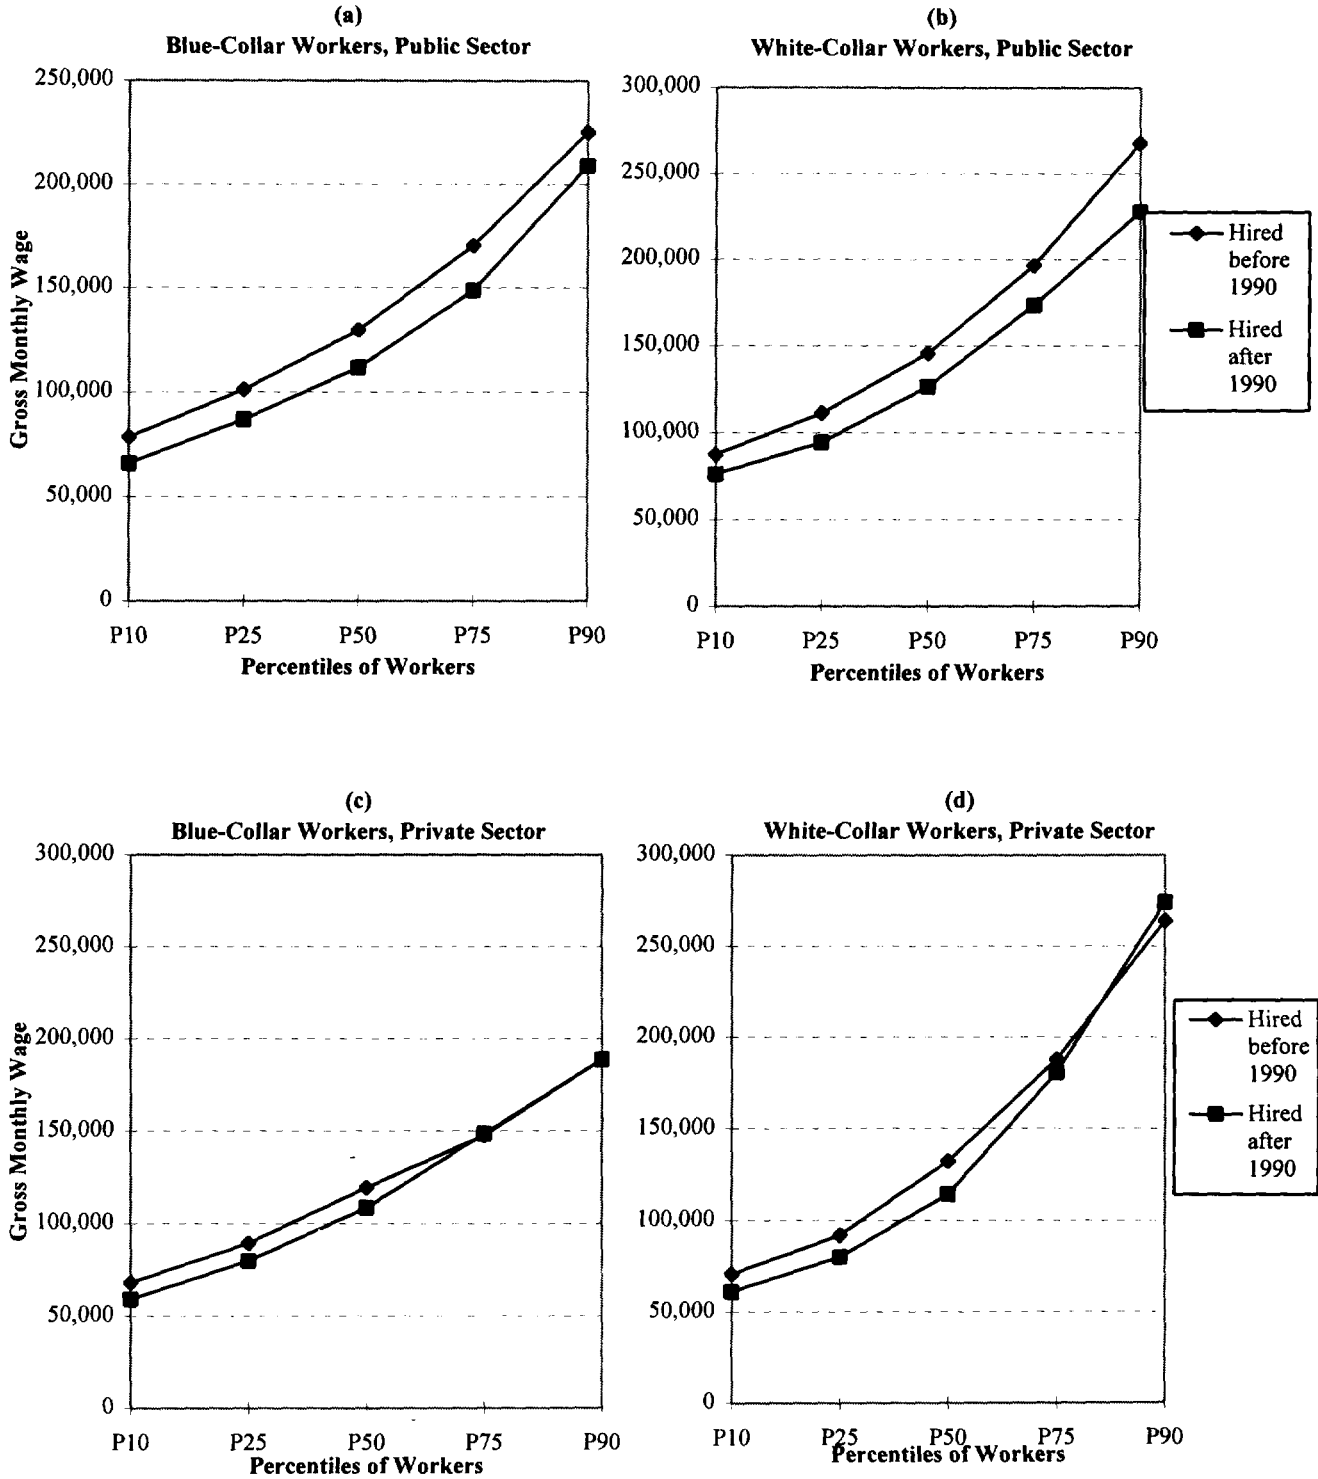 (a)
Blue-Collar Workers, Public Sector
250,000
200,000
150,000
100,000
50,000
0
Gross Monthly Wage
P10 P25 P50 P75 P90
Percentiles of Workers
(b)
White-Collar Workers, Public Sector
300,000
250,000
200,000
150,000
100,000
50,000
0
P10 P25 P50 P75 P90
Percentiles of Workers
Hired
before
1990
Hired
after
1990
(c)
Blue-Collar Workers, Private Sector
300,000
250,000
200,000
150,000
100,000
50,000
0
Gross Monthly Wage
P10 P25 P50 P75 P90
Percentiles of Workers
(d)
White-Collar Workers, Private Sector
300,000
250,000
200,000
150,000
100,000
50,000
0
P10 P25 P50 P75 P90
Percentiles of Workers
Hired
before
1990
Hired
after
1990